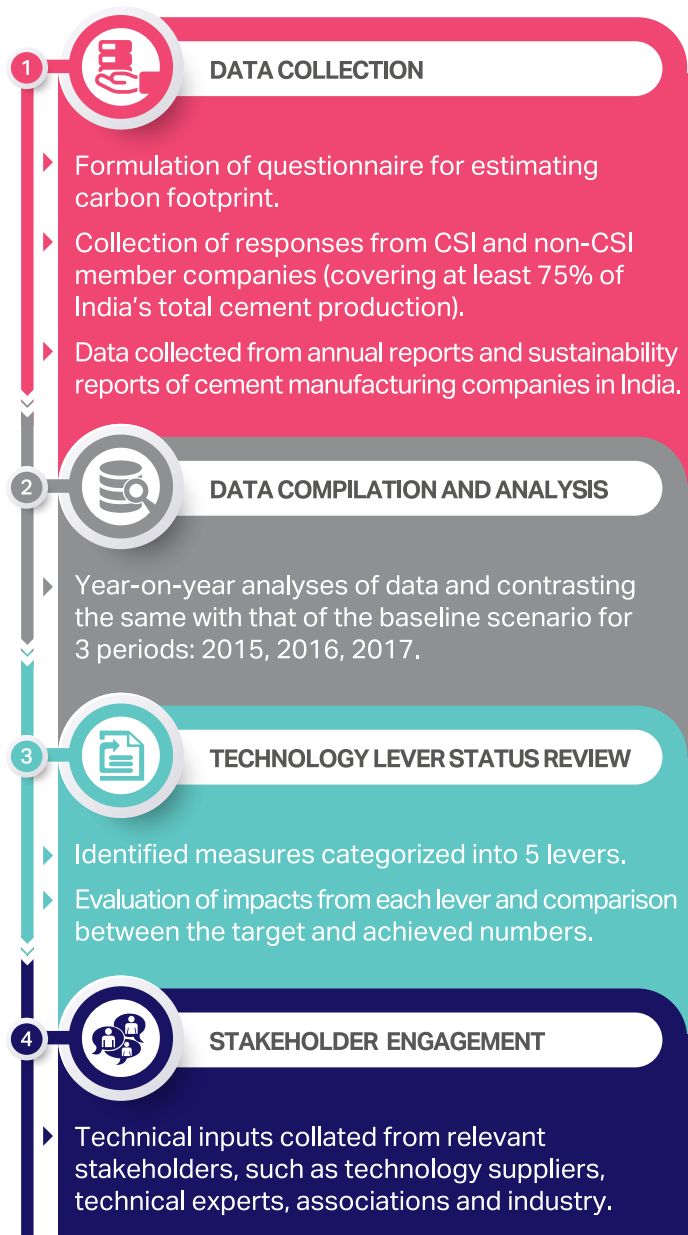 1
DATA COLLECTION
Formulation of questionnaire for estimating
carbon footprint.
Collection of responses from CSI and non-CSI
member companies (covering at least 75% of
India's total cement production).
Data collected from annual reports and sustainability
reports of cement manufacturing companies in India.
2
DATA COMPILATION AND ANALYSIS
Year-on-year analyses of data and contrasting
the same with that of the baseline scenario for
3 periods: 2015, 2016, 2017.
3
TECHNOLOGY LEVER STATUS REVIEW
Identified measures categorized into 5 levers.
Evaluation of impacts from each lever and comparison
between the target and achieved numbers.
4
STAKEHOLDER ENGAGEMENT
Technical inputs collated from relevant
stakeholders, such as technology suppliers,
technical experts, associations and industry.